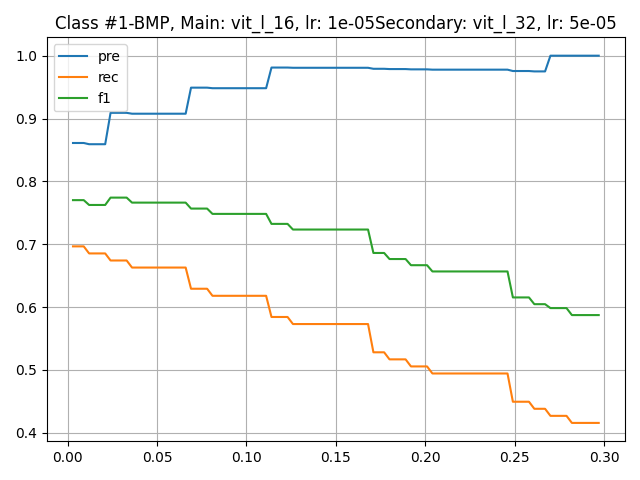 Class #1-BMP, Main: vit_l_16, lr: 1e-05Secondary: vit_l_32, lr: 5e-05
pre
rec
f1
1.0
0.9
0.8
0.7
0.6
0.5
0.4
0.00 0.05 0.10 0.15 0.20 0.25 0.30